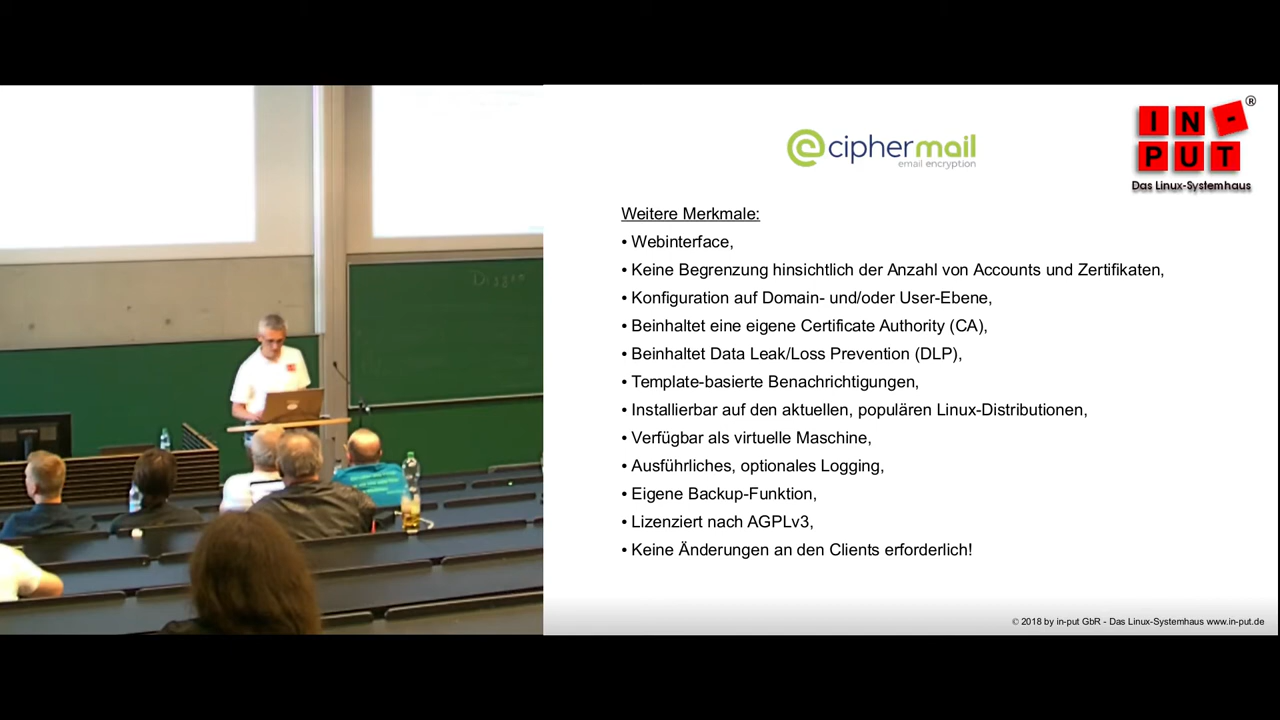 ciphermail
email encryption
IN-
PUT
®
Das Linux-Systemhaus
Weitere Merkmale:
• Webinterface,
• Keine Begrenzung hinsichtlich der Anzahl von Accounts und Zertifikaten,
• Konfiguration auf Domain- und/oder User-Ebene,
• Beinhaltet eine eigene Certificate Authority (CA),
• Beinhaltet Data Leak/Loss Prevention (DLP),
• Template-basierte Benachrichtigungen,
• Installierbar auf den aktuellen, populären Linux-Distributionen,
• Verfügbar als virtuelle Maschine,
• Ausführliches, optionales Logging,
• Eigene Backup-Funktion,
• Lizenziert nach AGPLv3,
• Keine Änderungen an den Clients erforderlich!
© 2018 by in-put GbR - Das Linux-Systemhaus www.in-put.de